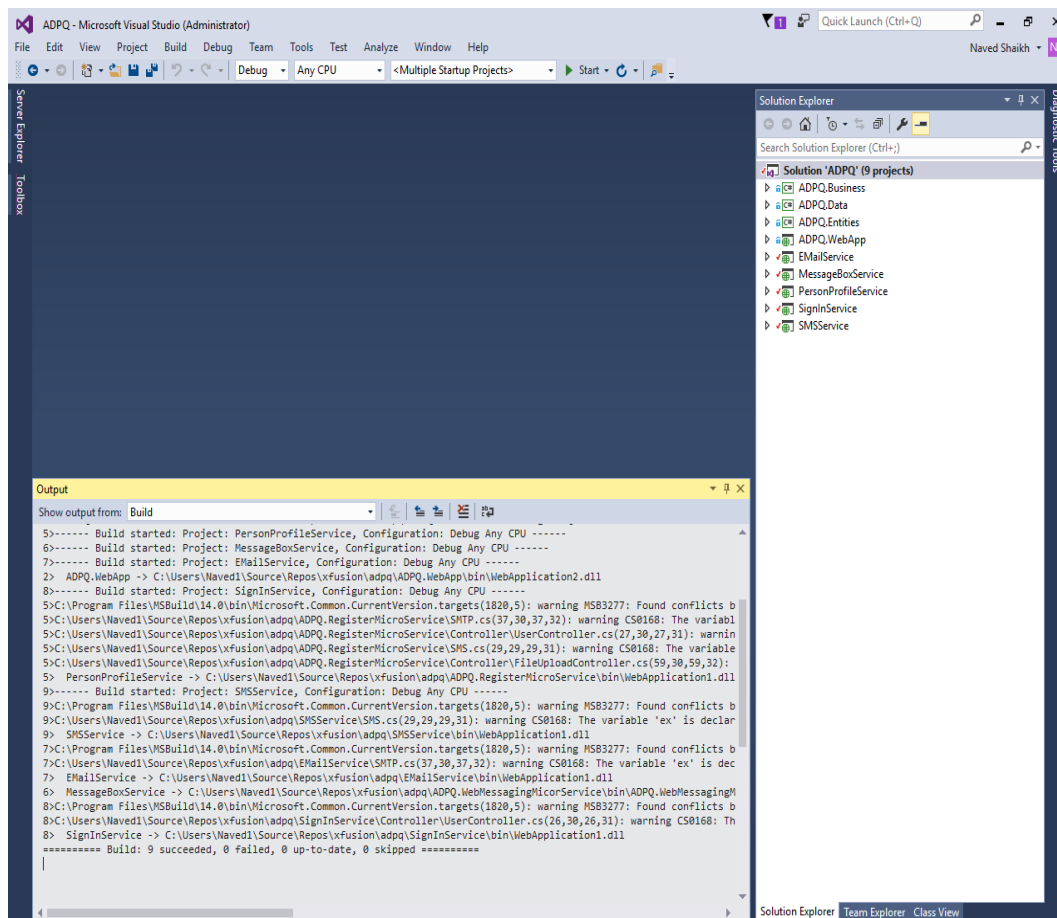 ADPQ - Microsoft Visual Studio (Administrator)
1
Quick Launch (Ctrl+Q)
File Edit View Project Build Debug Team Tools Test Analyze Window Help
Naved Shaikh
N
Debug Any CPU <Multiple Startup Projects> Start
Server Explorer
Toolbox
Solution Explorer
Search Solution Explorer (Ctrl+;)
Solution 'ADPQ' (9 projects)
C# ADPQ.Business
C# ADPQ.Data
C# ADPQ.Entities
ADPQ.WebApp
EMailService
MessageBoxService
PersonProfileService
SignInService
SMSService
Diagnostic Tools
Output
Show output from: Build
5>------ Build started: Project: PersonProfileService, Configuration: Debug Any CPU ------
6>------ Build started: Project: MessageBoxService, Configuration: Debug Any CPU ------
7>------ Build started: Project: EMailService, Configuration: Debug Any CPU ------
2>  ADPQ.WebApp -> C:\Users\Naved1\Source\Repos\xfusion\adpq\ADPQ.WebApp\bin\WebApplication2.dll
8>------ Build started: Project: SignInService, Configuration: Debug Any CPU ------
5>C:\Program Files\MSBuild\14.0\bin\Microsoft.Common.CurrentVersion.targets(1820,5): warning MSB3277: Found conflicts b
5>C:\Users\Naved1\Source\Repos\xfusion\adpq\ADPQ.RegisterMicroService\SMTP.cs(37,30,37,32): warning CS0168: The variabl
5>C:\Users\Naved1\Source\Repos\xfusion\adpq\ADPQ.RegisterMicroService\Controller\UserController.cs(27,30,27,31): warnin
5>C:\Users\Naved1\Source\Repos\xfusion\adpq\ADPQ.RegisterMicroService\SMS.cs(29,29,29,31): warning CS0168: The variable
5>C:\Users\Naved1\Source\Repos\xfusion\adpq\ADPQ.RegisterMicroService\Controller\FileUploadController.cs(59,30,59,32):
5>  PersonProfileService -> C:\Users\Naved1\Source\Repos\xfusion\adpq\ADPQ.RegisterMicroService\bin\WebApplication1.dll
9>------ Build started: Project: SMSService, Configuration: Debug Any CPU ------
9>C:\Program Files\MSBuild\14.0\bin\Microsoft.Common.CurrentVersion.targets(1820,5): warning MSB3277: Found conflicts b
9>C:\Users\Naved1\Source\Repos\xfusion\adpq\SMSService\SMS.cs(29,29,29,31): warning CS0168: The variable 'ex' is declar
9>  SMSService -> C:\Users\Naved1\Source\Repos\xfusion\adpq\SMSService\bin\WebApplication1.dll
7>C:\Program Files\MSBuild\14.0\bin\Microsoft.Common.CurrentVersion.targets(1820,5): warning MSB3277: Found conflicts b
7>C:\Users\Naved1\Source\Repos\xfusion\adpq\EMailService\SMTP.cs(37,30,37,32): warning CS0168: The variable 'ex' is dec
7>  EMailService -> C:\Users\Naved1\Source\Repos\xfusion\adpq\EMailService\bin\WebApplication1.dll
6>  MessageBoxService -> C:\Users\Naved1\Source\Repos\xfusion\adpq\ADPQ.WebMessagingMicorService\bin\ADPQ.WebMessagingM
8>C:\Program Files\MSBuild\14.0\bin\Microsoft.Common.CurrentVersion.targets(1820,5): warning MSB3277: Found conflicts b
8>C:\Users\Naved1\Source\Repos\xfusion\adpq\SignInService\Controller\UserController.cs(26,30,26,31): warning CS0168: Th
8>  SignInService -> C:\Users\Naved1\Source\Repos\xfusion\adpq\SignInService\bin\WebApplication1.dll
========== Build: 9 succeeded, 0 failed, 0 up-to-date, 0 skipped ==========
Solution Explorer Team Explorer Class View